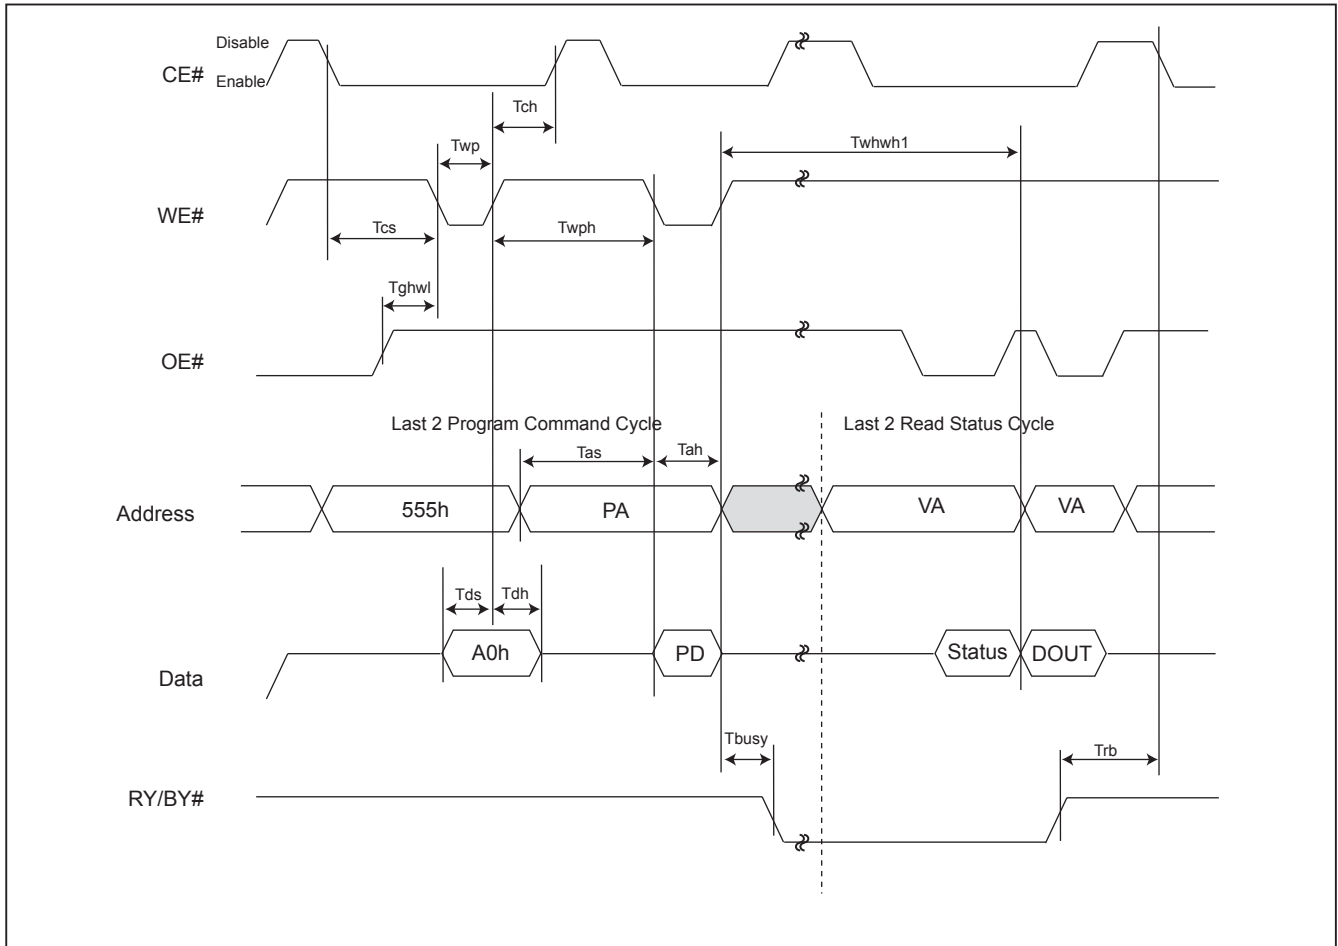 Disable
CE#
Enable
Tch
Twp
Twhwh1
WE#
Tcs
Twph
Tghwl
OE#
Last 2 Program Command Cycle
Last 2 Read Status Cycle
Tas
Tah
Address
555h
PA
VA
VA
Tds
Tdh
Data
A0h
PD
Status
DOUT
Tbusy
Trb
RY/BY#